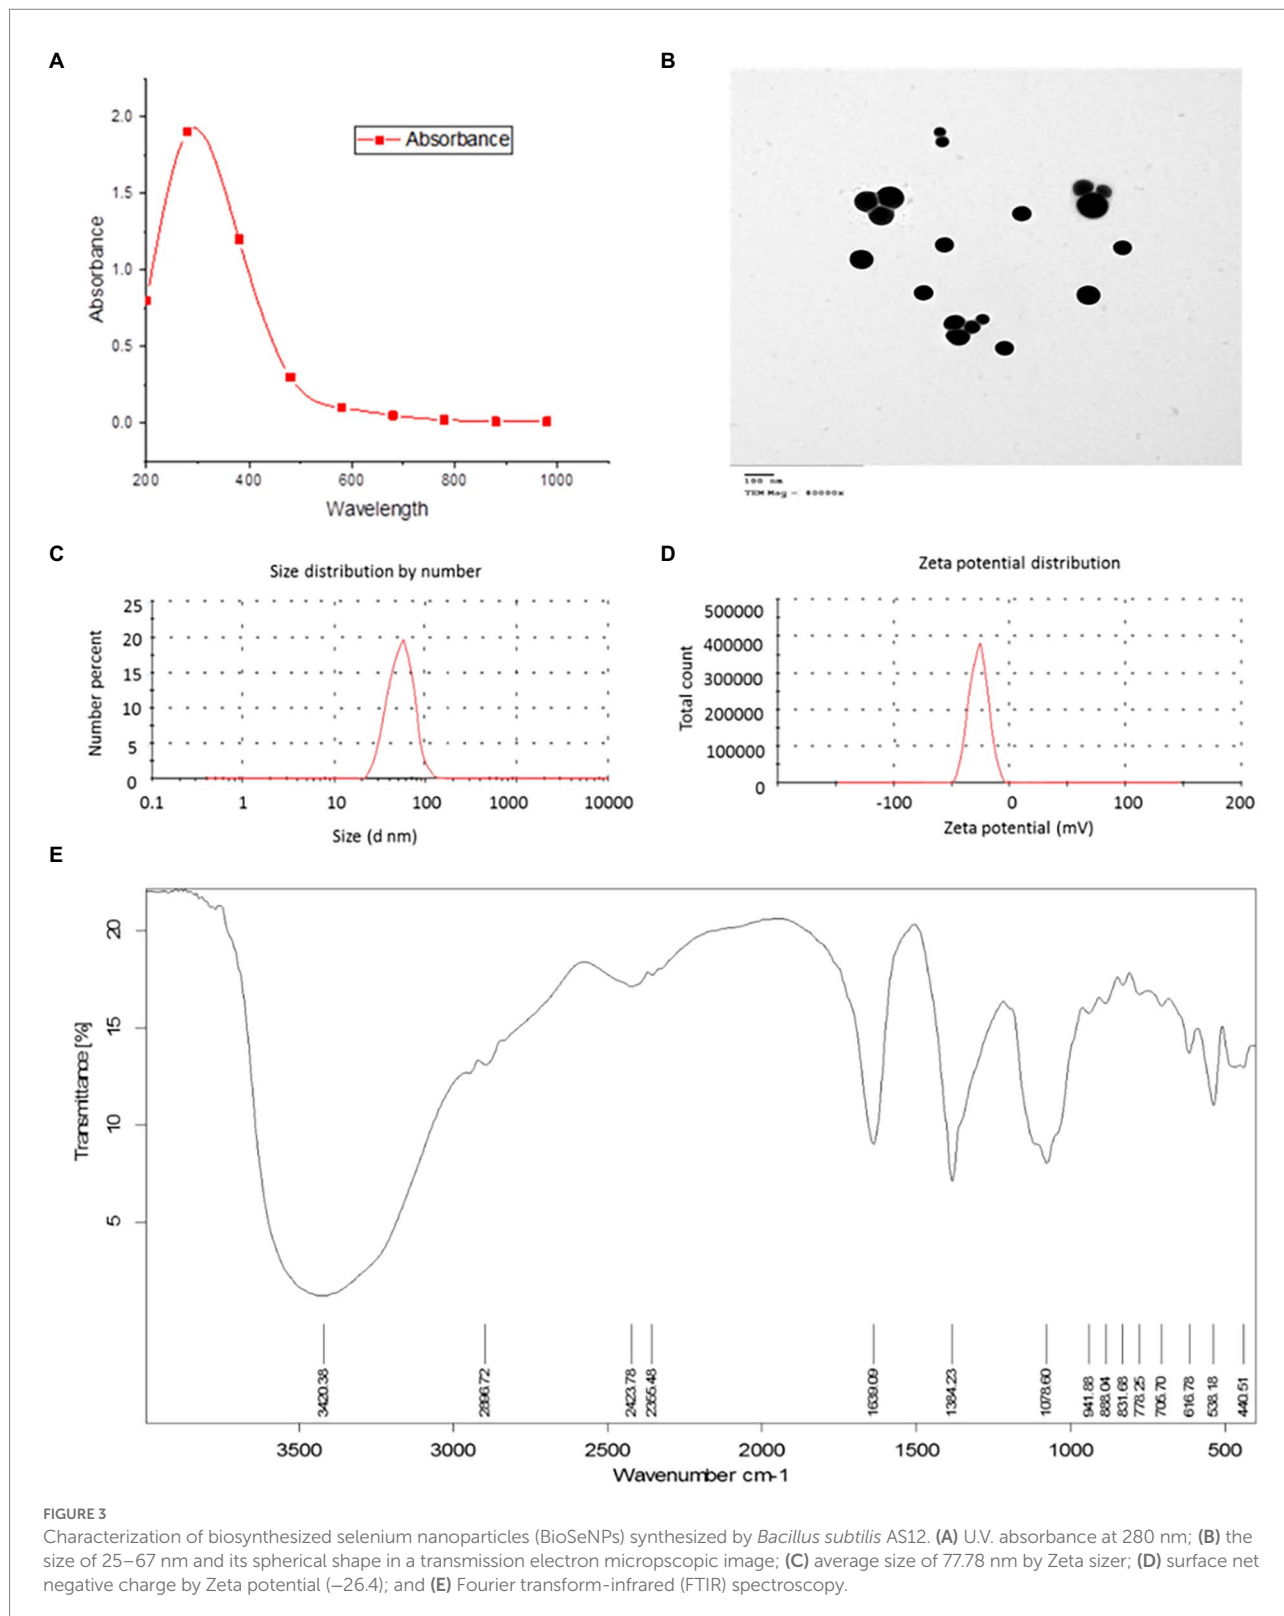 A
2.0
1.5
1.0
0.5
0.0
Absorbance
Absorbance
200 400 600 800 1000
Wavelength
B
100 nm
TEM Mag = 80000x
C
Size distribution by number
25
20
15
10
5
0
Number percent
0.1 1 10 100 1000 10000
Size (d nm)
D
Zeta potential distribution
500000
400000
300000
200000
100000
0
Total count
-100 0 100 200
Zeta potential (mV)
E
20
15
10
5
Transmittance [%]
3420.38 2896.72 2423.78 2355.48 1639.09 1384.23 1078.60 941.88 888.04 831.68 778.25 705.70 616.78 538.18 440.51
3500 3000 2500 2000 1500 1000 500
Wavenumber cm-1
FIGURE 3
Characterization of biosynthesized selenium nanoparticles (BioSeNPs) synthesized by Bacillus subtilis AS12. (A) U.V. absorbance at 280 nm; (B) the
size of 25–67 nm and its spherical shape in a transmission electron micropscopic image; (C) average size of 77.78 nm by Zeta sizer; (D) surface net
negative charge by Zeta potential (−26.4); and (E) Fourier transform-infrared (FTIR) spectroscopy.